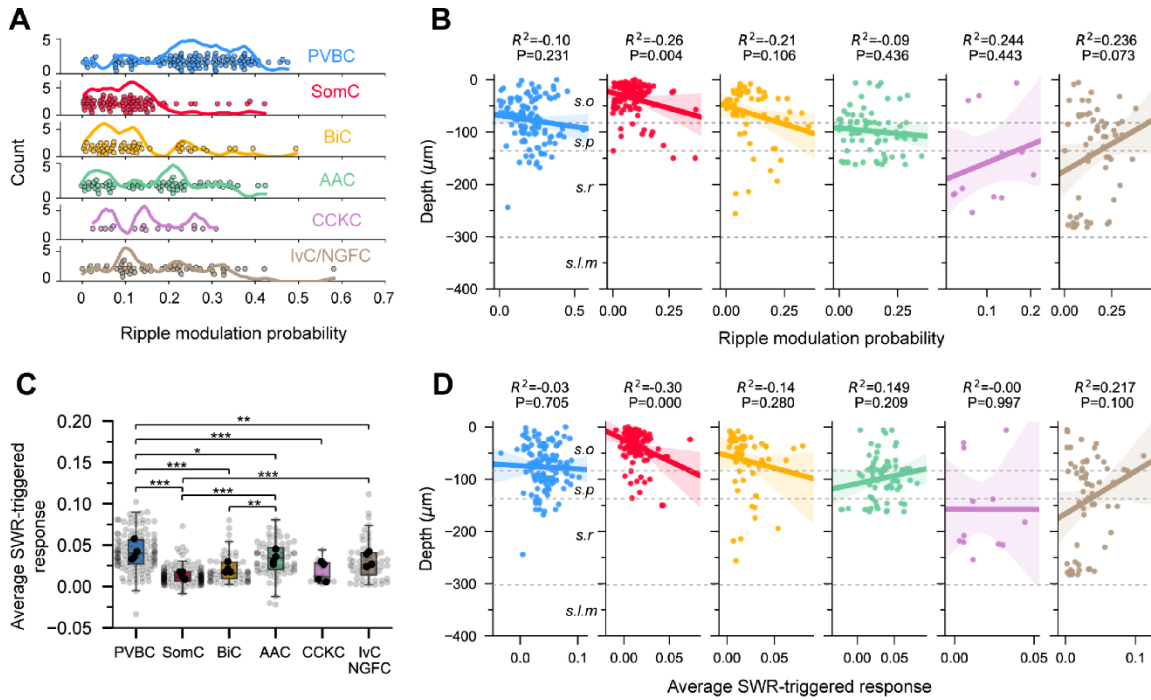 A
5
0
PVBC
5
0
SomC
5
0
BiC
5
0
AAC
5
0
CCKC
5
0
IvC/NGFC
Count
0 0.1 0.2 0.3 0.4 0.5 0.6 0.7
Ripple modulation probability
B
R²=-0.10 R²=-0.26 R²=-0.21 R²=-0.09 R²=0.244 R²=0.236
P=0.231 P=0.004 P=0.106 P=0.436 P=0.443 P=0.073
0
−100
−200
−300
−400
Depth (μm)
s.o
s.p
s.r
s.l.m
0.0 0.5 0.00 0.25 0.00 0.25 0.00 0.25 0.1 0.2 0.00 0.25
Ripple modulation probability
C
**
***
*
*** ***
*** *** **
0.20
0.15
0.10
0.05
0.00
−0.05
Average SWR-triggered
response
PVBC SomC BiC AAC CCKC IvC
NGFC
D
R²=-0.03 R²=-0.30 R²=-0.14 R²=0.149 R²=-0.00 R²=0.217
P=0.705 P=0.000 P=0.280 P=0.209 P=0.997 P=0.100
0
−100
−200
−300
−400
Depth (μm)
s.o
s.p
s.r
s.l.m
0.0 0.1 0.00 0.05 0.00 0.05 0.00 0.05 0.00 0.05 0.0 0.1
Average SWR-triggered response